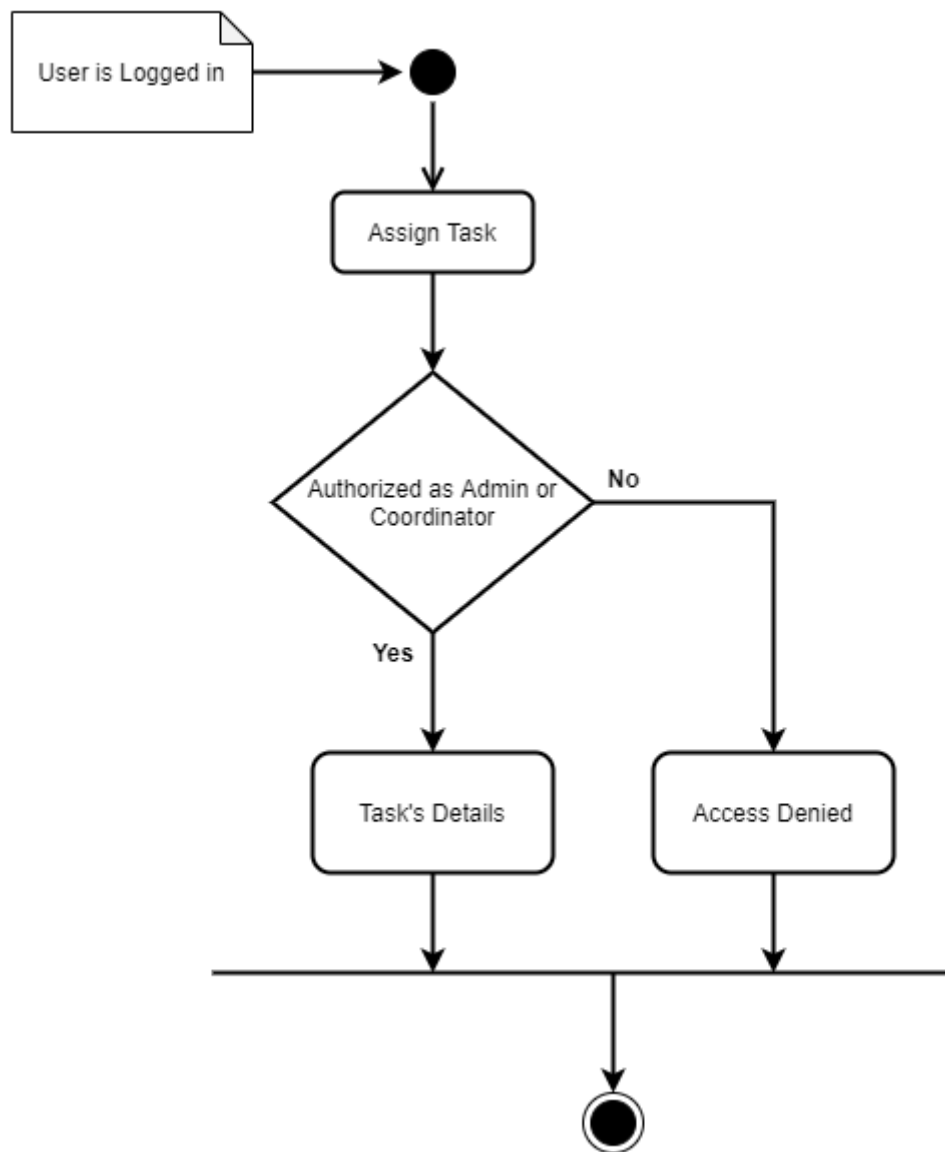 User is Logged in
Assign Task
Authorized as Admin or
Coordinator
No
Yes
Task's Details
Access Denied